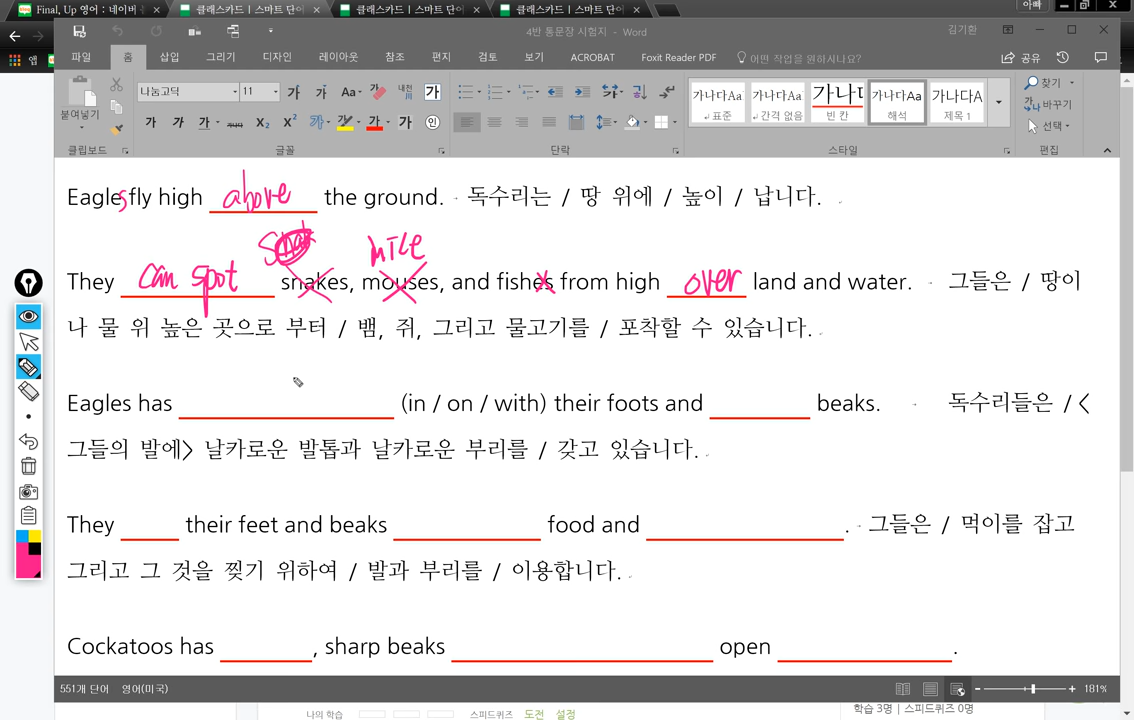 Final, Up 영어 : 네이버
클래스카드 | 스마트 단어
클래스카드 | 스마트 단어
클래스카드 | 스마트 단어
아빠
앱
4반 통문장 시험지 - Word
김기환
파일 홈 삽입 그리기 디자인 레이아웃 참조 편지 검토 보기 ACROBAT Foxit Reader PDF 어떤 작업을 원하시나요? 공유
붙여넣기
나눔고딕 11
가나다Aa 가나다Aa 가나다 가나다Aa 가나다A
표준 간격 없음 빈 칸 해석 제목 1
찾기
바꾸기
선택
클립보드 글꼴 단락 스타일 편집
Eagles fly high above the ground. 독수리는 / 땅 위에 / 높이 / 납니다.
mice
They can spot snakes, mouses, and fishes from high over land and water. 그들은 / 땅이
나 물 위 높은 곳으로 부터 / 뱀, 쥐, 그리고 물고기를 / 포착할 수 있습니다.
Eagles has (in / on / with) their foots and beaks. 독수리들은 /〈
그들의 발에〉 날카로운 발톱과 날카로운 부리를 / 갖고 있습니다.
They their feet and beaks food and . 그들은 / 먹이를 잡고
그리고 그 것을 찢기 위하여 / 발과 부리를 / 이용합니다.
Cockatoos has , sharp beaks open .
551개 단어 영어(미국) 181%
나의 학습 스피드퀴즈 도전 설정 학습 3명 | 스피드퀴즈 0명